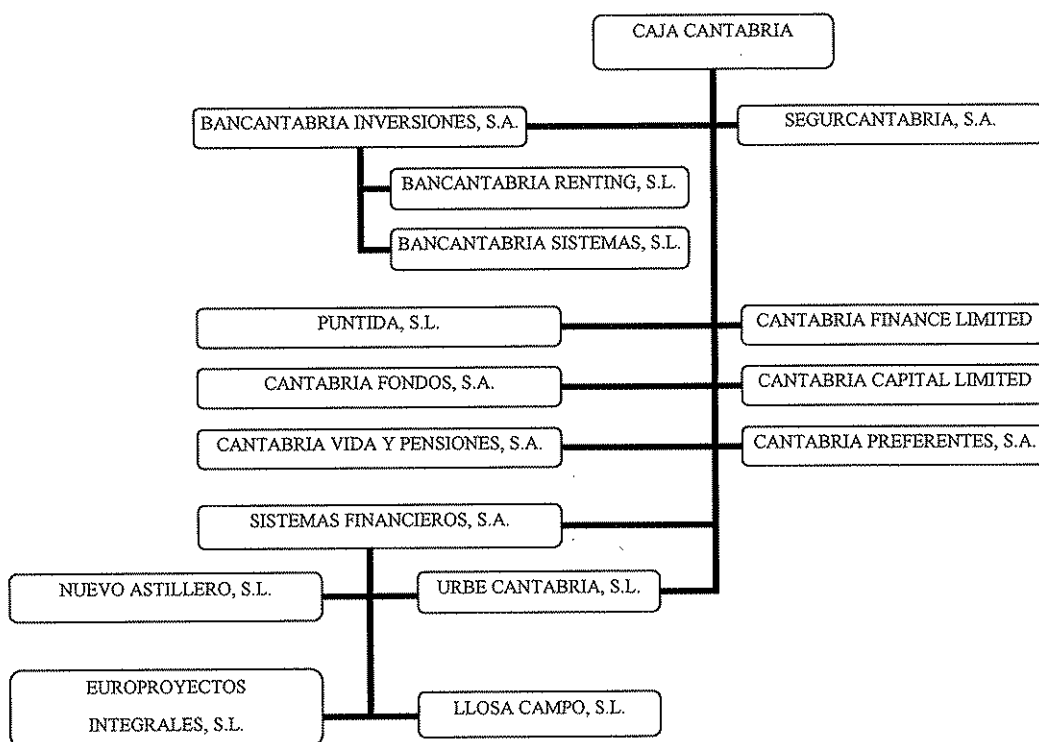 CAJA CANTABRIA
BANCANTABRIA INVERSIONES, S.A.
SEGURCANTABRIA, S.A.
BANCANTABRIA RENTING, S.L.
BANCANTABRIA SISTEMAS, S.L.
PUNTIDA, S.L.
CANTABRIA FINANCE LIMITED
CANTABRIA FONDOS, S.A.
CANTABRIA CAPITAL LIMITED
CANTABRIA VIDA Y PENSIONES, S.A.
CANTABRIA PREFERENTES, S.A.
SISTEMAS FINANCIEROS, S.A.
NUEVO ASTILLERO, S.L.
URBE CANTABRIA, S.L.
EUROPROYECTOS
INTEGRALES, S.L.
LLOSA CAMPO, S.L.